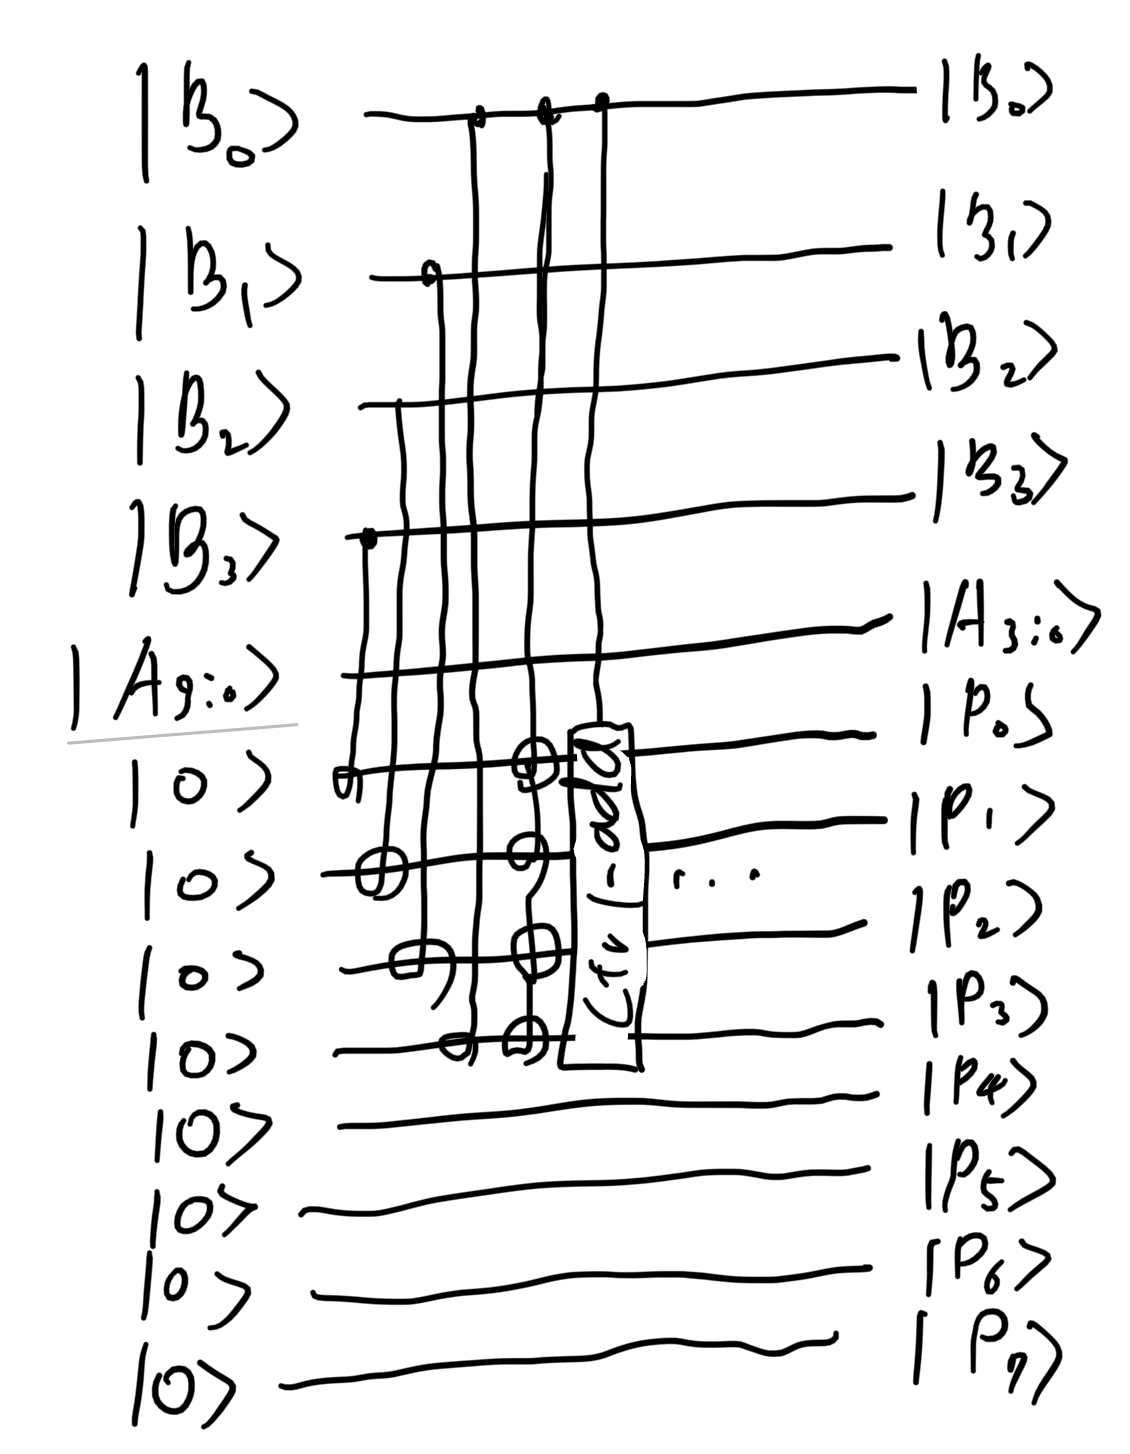 |B₀⟩ |B₀⟩
|B₁⟩ |B₁⟩
|B₂⟩ |B₂⟩
|B₃⟩ |B₃⟩
|A₃:₀⟩ |A₃:₀⟩
|0⟩ |P₀⟩
|0⟩ |P₁⟩
|0⟩ |P₂⟩
|0⟩ |P₃⟩
|0⟩ |P₄⟩
|0⟩ |P₅⟩
|0⟩ |P₆⟩
|0⟩ |P₇⟩
Ctrl-add
...